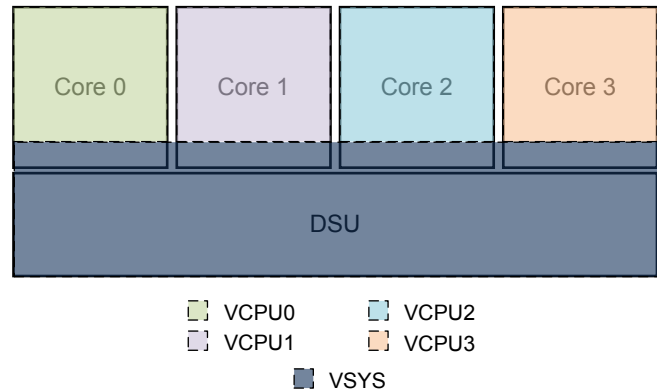 Core 0 Core 1 Core 2 Core 3
DSU
VCPU0 VCPU2
VCPU1 VCPU3
VSYS